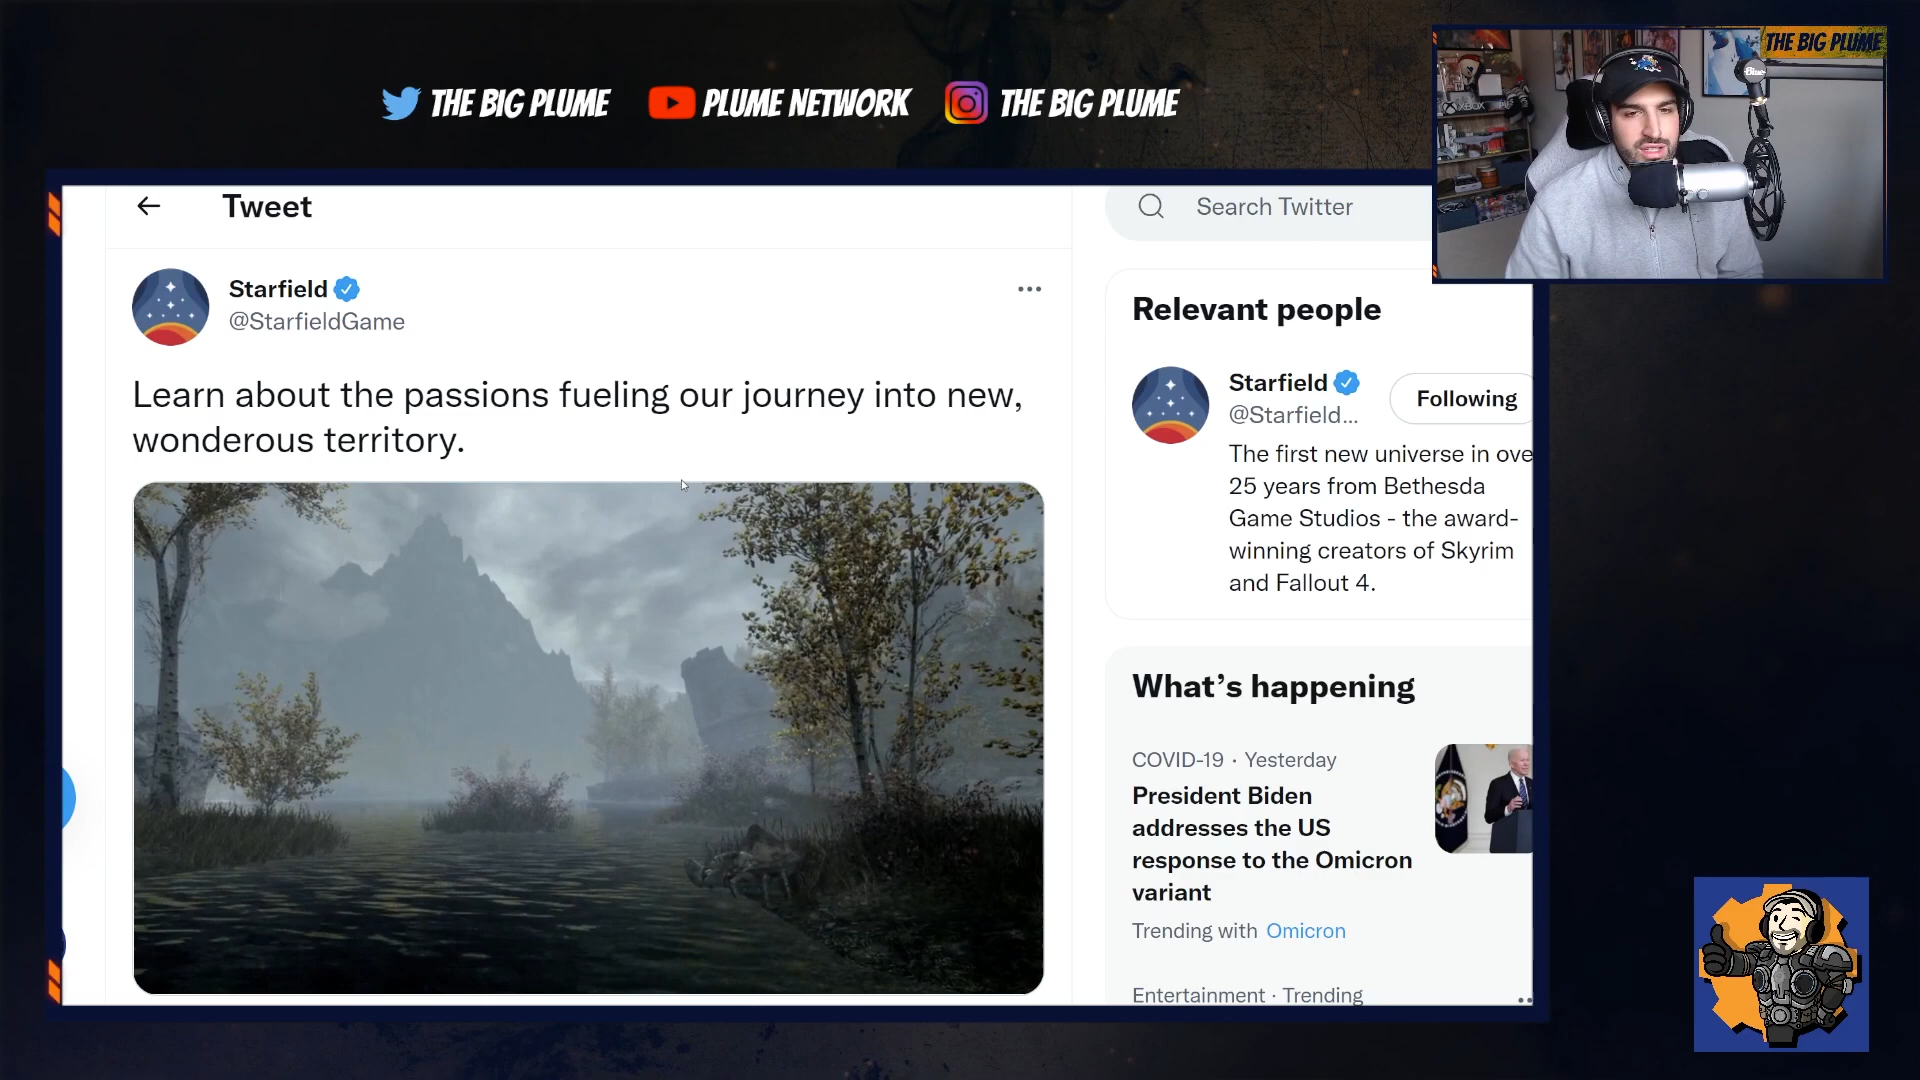 THE BIG PLUME
PLUME NETWORK
THE BIG PLUME
THE BIG PLUME
Blue
XBOX
Tweet
Search Twitter
Starfield
@StarfieldGame
Learn about the passions fueling our journey into new,
wonderous territory.
Relevant people
Starfield
@Starfield...
Following
The first new universe in ove
25 years from Bethesda
Game Studios - the award-
winning creators of Skyrim
and Fallout 4.
What's happening
COVID-19 · Yesterday
President Biden
addresses the US
response to the Omicron
variant
Trending with Omicron
Entertainment · Trending